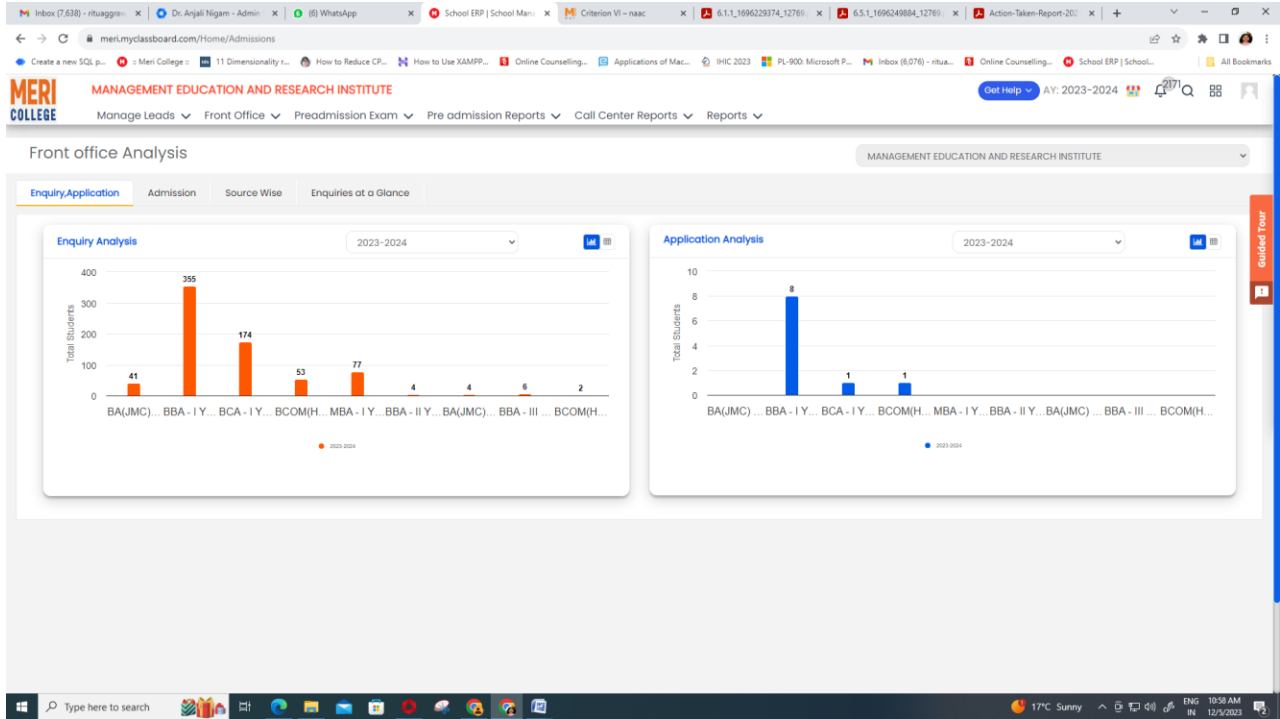 Inbox (7,638) - rituaggraw
Dr. Anjali Nigam - Admin
(6) WhatsApp
School ERP | School Mana
Criterion VI – naac
6.1.1_1696229374_12769.
6.5.1_1696249884_12769.
Action-Taken-Report-202
meri.myclassboard.com/Home/Admissions
Create a new SQL p...
:: Meri College ::
11 Dimensionality r...
How to Reduce CP...
How to Use XAMPP...
Online Counselling...
Applications of Mac...
IHIC 2023
PL-900: Microsoft P...
Inbox (6,076) - ritua...
Online Counselling...
School ERP | School...
All Bookmarks
MERI
COLLEGE
MANAGEMENT EDUCATION AND RESEARCH INSTITUTE
Get Help
AY: 2023-2024
2171
Manage Leads
Front Office
Preadmission Exam
Pre admission Reports
Call Center Reports
Reports
Front office Analysis
MANAGEMENT EDUCATION AND RESEARCH INSTITUTE
Enquiry,Application
Admission
Source Wise
Enquiries at a Glance
Guided Tour
Enquiry Analysis
2023-2024
Total Students
400
300
200
100
0
41
355
174
53
77
4
4
6
2
BA(JMC)...
BBA - I Y...
BCA - I Y...
BCOM(H...
MBA - I Y...
BBA - II Y...
BA(JMC)...
BBA - III ...
BCOM(H...
2023-2024
Application Analysis
2023-2024
Total Students
10
8
6
4
2
0
8
1
1
BA(JMC) ...
BBA - I Y...
BCA - I Y...
BCOM(H...
MBA - I Y...
BBA - II Y...
BA(JMC) ...
BBA - III ...
BCOM(H...
2023-2024
Type here to search
17°C Sunny
ENG
IN
10:58 AM
12/5/2023
2